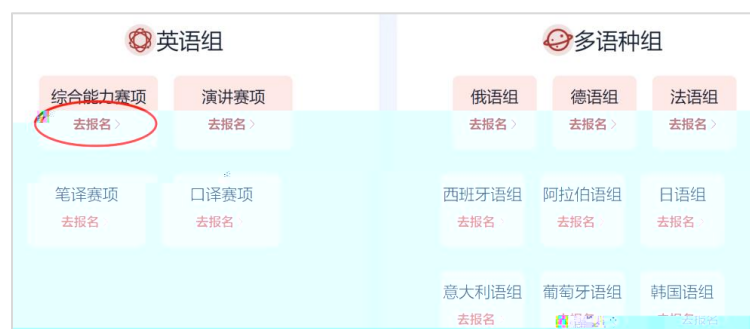 英语组
多语种组
综合能力赛项
演讲赛项
俄语组
德语组
法语组
去报名
去报名
去报名
去报名
去报名
笔译赛项
口译赛项
西班牙语组
阿拉伯语组
日语组
去报名
去报名
去报名
去报名
去报名
意大利语组
葡萄牙语组
韩国语组
去报名
去报名